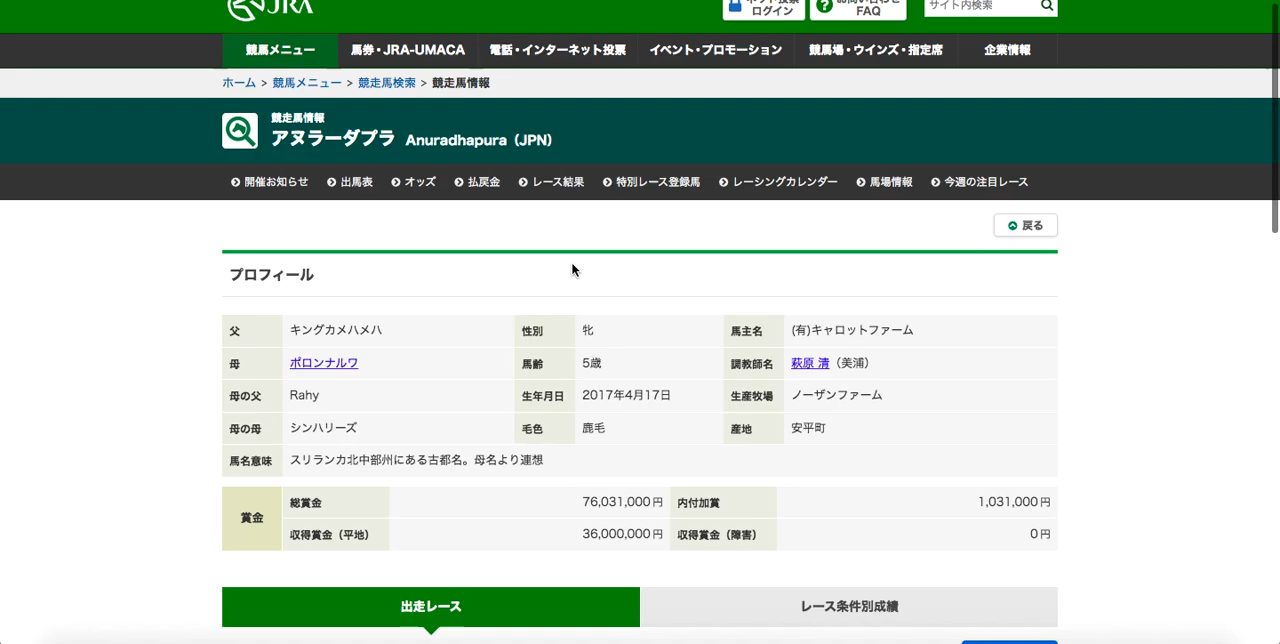 JRA
ネット投票
ログイン
お問い合わせ
FAQ
サイト内検索
競馬メニュー 馬券・JRA-UMACA 電話・インターネット投票 イベント・プロモーション 競馬場・ウインズ・指定席 企業情報
ホーム > 競馬メニュー > 競走馬検索 > 競走馬情報
競走馬情報
アヌラーダプラ Anuradhapura (JPN)
開催お知らせ 出馬表 オッズ 払戻金 レース結果 特別レース登録馬 レーシングカレンダー 馬場情報 今週の注目レース
戻る
プロフィール
父 キングカメハメハ 性別 牝 馬主名 (有)キャロットファーム
母 ポロンナルワ 馬齢 5歳 調教師名 萩原 清 (美浦)
母の父 Rahy 生年月日 2017年4月17日 生産牧場 ノーザンファーム
母の母 シンハリーズ 毛色 鹿毛 産地 安平町
馬名意味 スリランカ北中部州にある古都名。母名より連想
賞金 総賞金 76,031,000円 内付加賞 1,031,000円
収得賞金（平地） 36,000,000円 収得賞金（障害） 0円
出走レース レース条件別成績